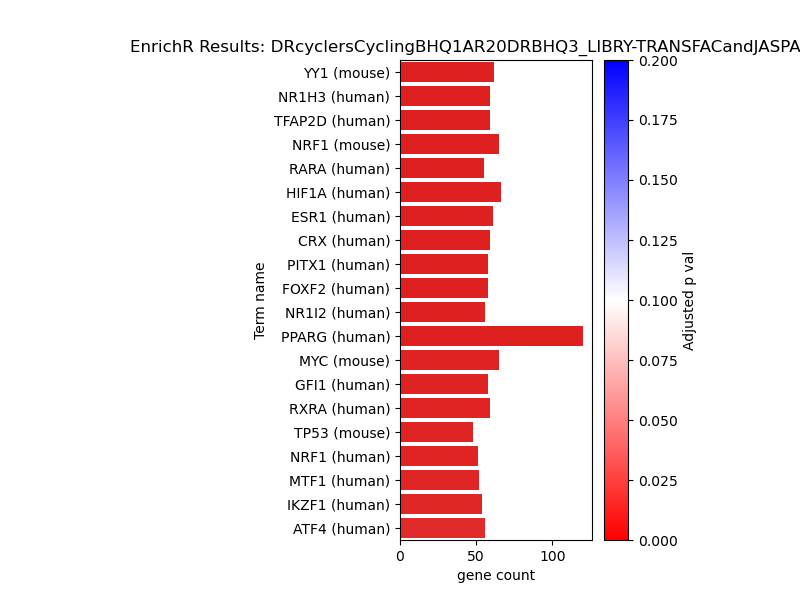 EnrichR Results: DRcyclersCyclingBHQ1AR20DRBHQ3_LIBRY-TRANSFACandJASPA
Term name
YY1 (mouse)
NR1H3 (human)
TFAP2D (human)
NRF1 (mouse)
RARA (human)
HIF1A (human)
ESR1 (human)
CRX (human)
PITX1 (human)
FOXF2 (human)
NR1I2 (human)
PPARG (human)
MYC (mouse)
GFI1 (human)
RXRA (human)
TP53 (mouse)
NRF1 (human)
MTF1 (human)
IKZF1 (human)
ATF4 (human)
0 50 100
gene count
0.200
0.175
0.150
0.125
0.100
0.075
0.050
0.025
0.000
Adjusted p val